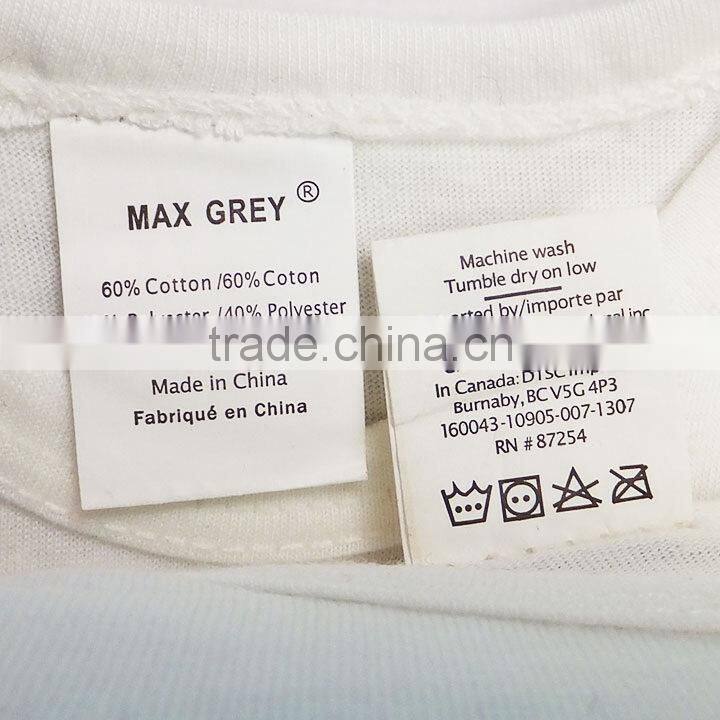 MAX GREY ®
60% Cotton /60% Coton
/40% Polyester
Made in China
Fabriqué en China
Machine wash
Tumble dry on low
by/importe par
In Canada: DTSC
Burnaby, BC V5G 4P3
160043-10905-007-1307
RN # 87254
trade.china.cn